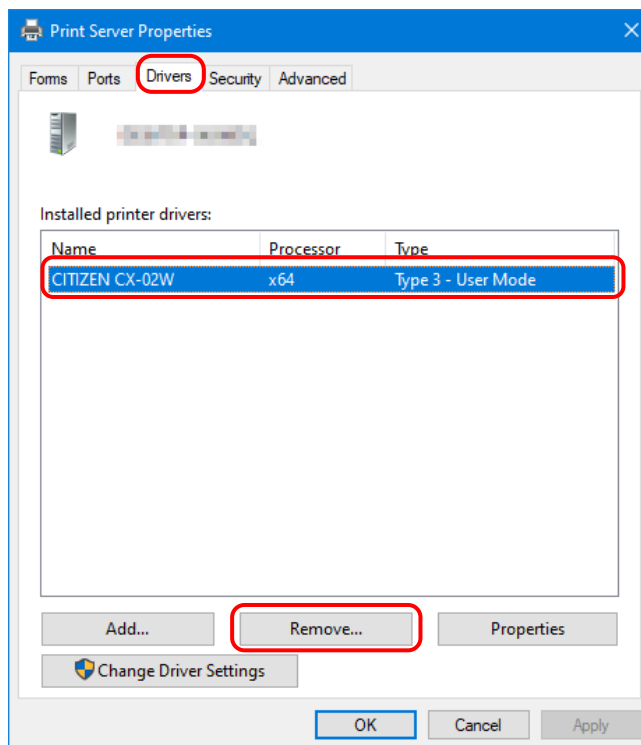 Print Server Properties
Forms Ports Drivers Security Advanced
Installed printer drivers:
Name Processor Type
CITIZEN CX-02W x64 Type 3 - User Mode
Add... Remove... Properties
Change Driver Settings
OK Cancel Apply